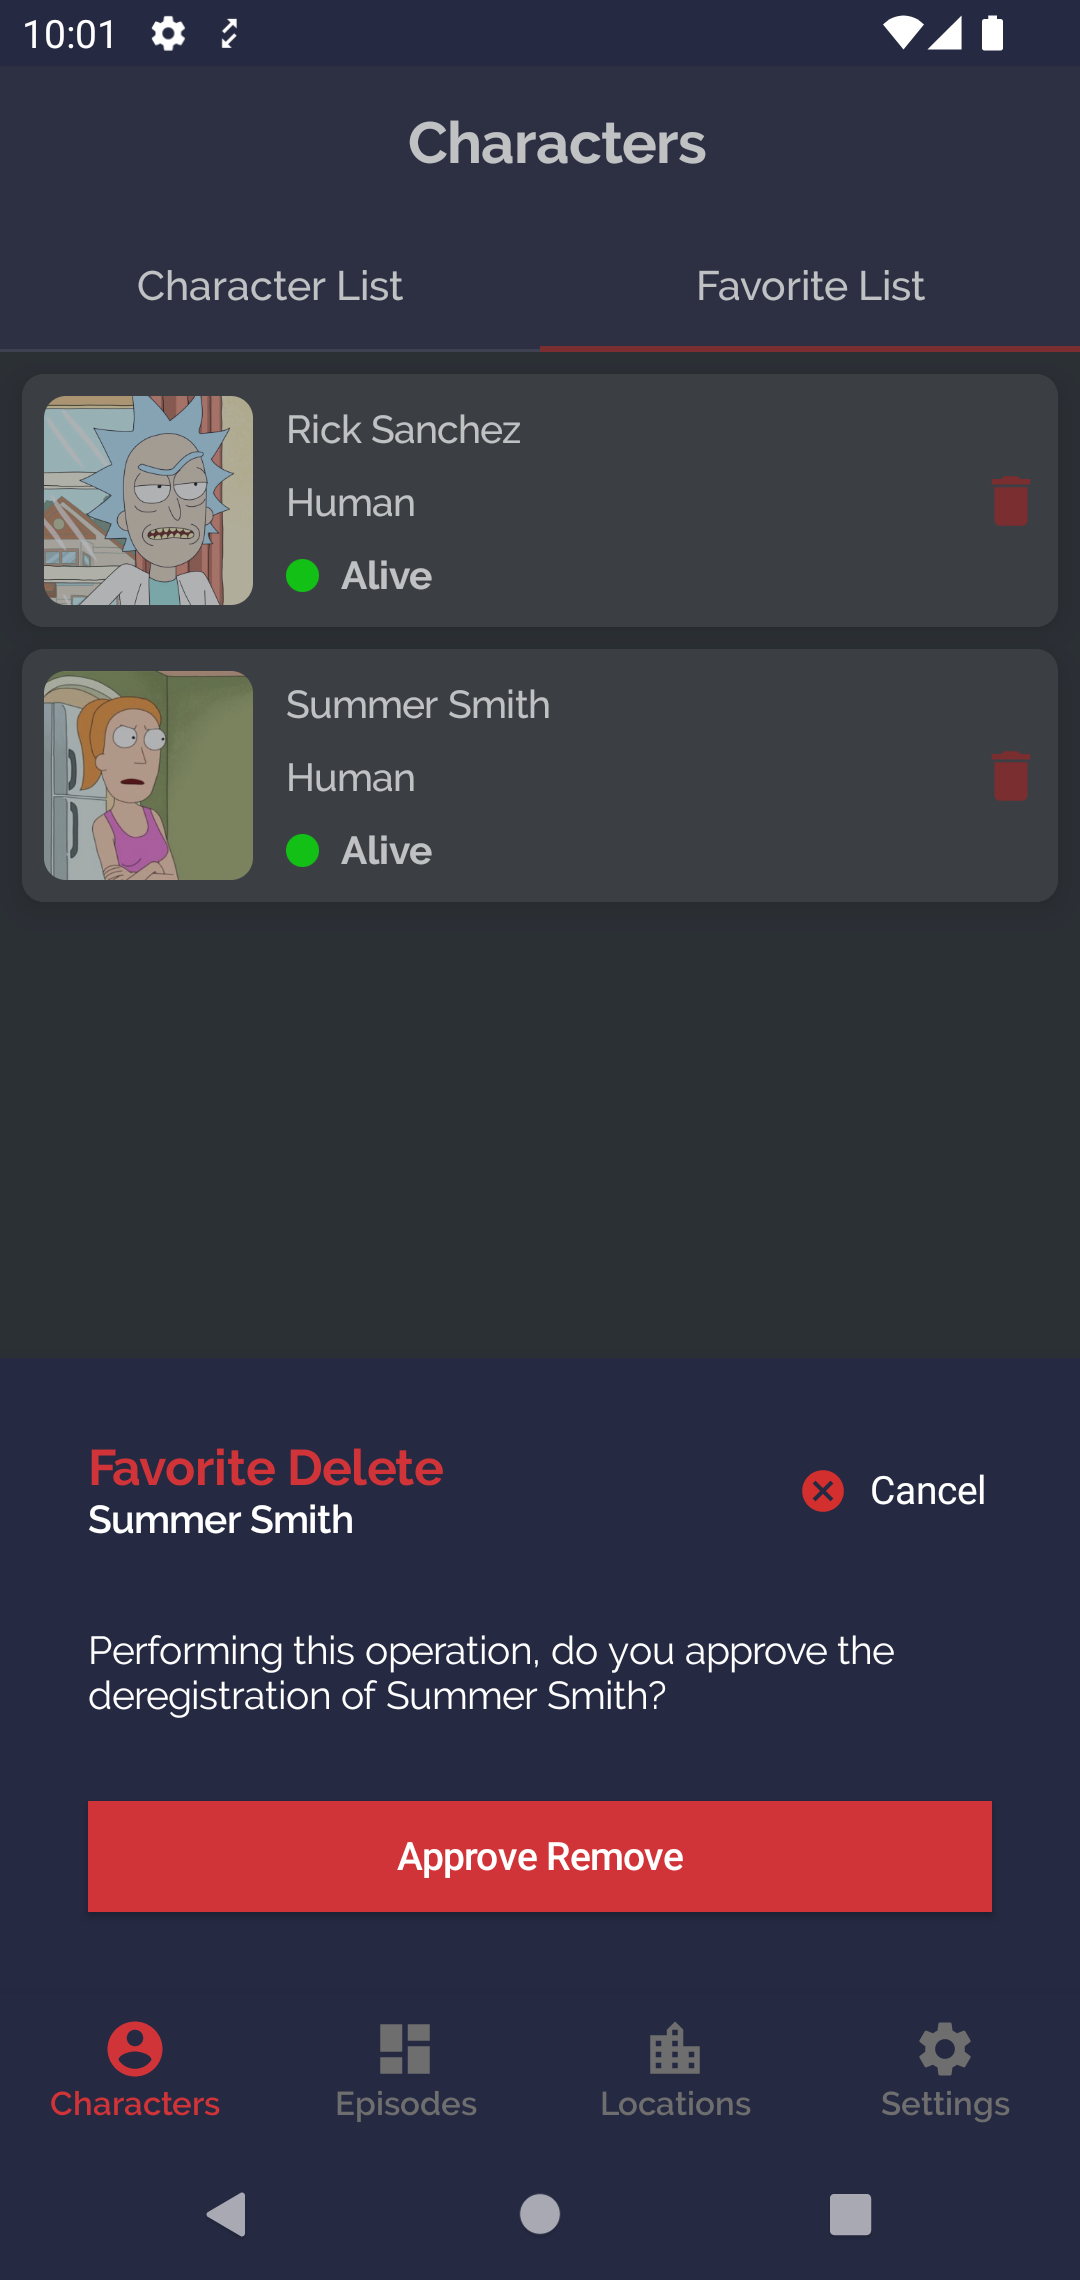 10:01
Characters
Character List
Favorite List
Rick Sanchez
Human
Alive
Summer Smith
Human
Alive
Favorite Delete
Summer Smith
Cancel
Performing this operation, do you approve the
deregistration of Summer Smith?
Approve Remove
Characters
Episodes
Locations
Settings